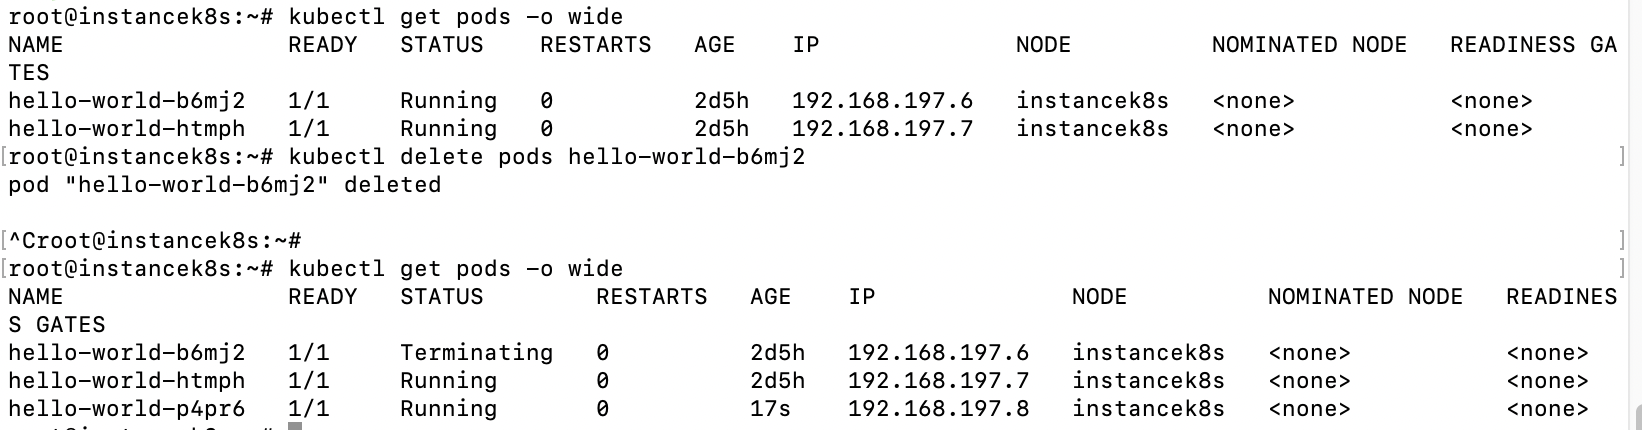 root@instancek8s:~# kubectl get pods -o wide
NAME                READY   STATUS    RESTARTS   AGE    IP              NODE          NOMINATED NODE   READINESS GA
TES
hello-world-b6mj2   1/1     Running   0          2d5h   192.168.197.6   instancek8s   <none>           <none>
hello-world-htmph   1/1     Running   0          2d5h   192.168.197.7   instancek8s   <none>           <none>
[root@instancek8s:~# kubectl delete pods hello-world-b6mj2 ]
pod "hello-world-b6mj2" deleted
[^Croot@instancek8s:~# ]
[root@instancek8s:~# kubectl get pods -o wide ]
NAME                READY   STATUS        RESTARTS   AGE    IP              NODE          NOMINATED NODE   READINES
S GATES
hello-world-b6mj2   1/1     Terminating   0          2d5h   192.168.197.6   instancek8s   <none>           <none>
hello-world-htmph   1/1     Running       0          2d5h   192.168.197.7   instancek8s   <none>           <none>
hello-world-p4pr6   1/1     Running       0          17s    192.168.197.8   instancek8s   <none>           <none>